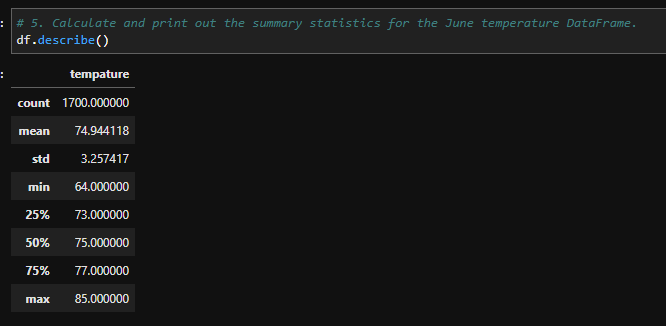 : # 5. Calculate and print out the summary statistics for the June temperature DataFrame.
df.describe()
:
tempature
count 1700.000000
mean 74.944118
std 3.257417
min 64.000000
25% 73.000000
50% 75.000000
75% 77.000000
max 85.000000